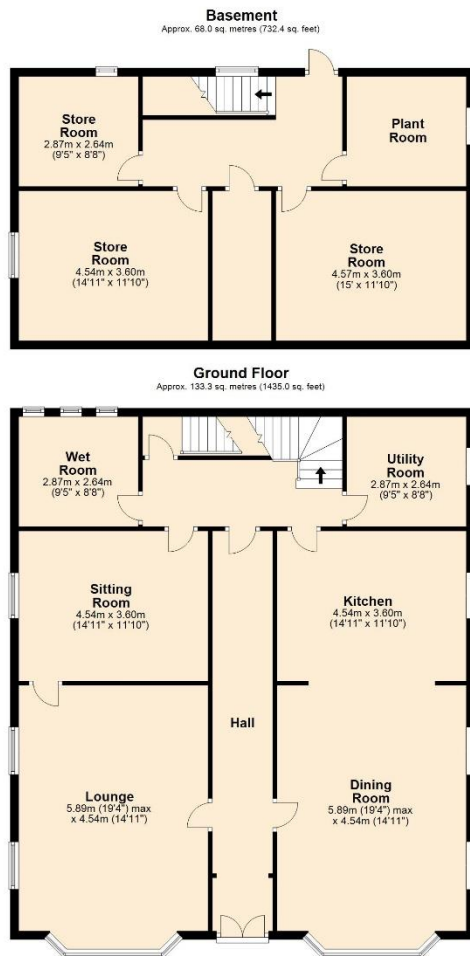 Basement
Approx. 68.0 sq. metres (732.4 sq. feet)
Store
Room
2.87m x 2.64m
(9'5" x 8'8")
Plant
Room
Store
Room
4.54m x 3.60m
(14'11" x 11'10")
Store
Room
4.57m x 3.60m
(15' x 11'10")
Ground Floor
Approx. 133.3 sq. metres (1435.0 sq. feet)
Wet
Room
2.87m x 2.64m
(9'5" x 8'8")
Utility
Room
2.87m x 2.64m
(9'5" x 8'8")
Sitting
Room
4.54m x 3.60m
(14'11" x 11'10")
Kitchen
4.54m x 3.60m
(14'11" x 11'10")
Hall
Lounge
5.89m (19'4") max
x 4.54m (14'11")
Dining
Room
5.89m (19'4") max
x 4.54m (14'11")